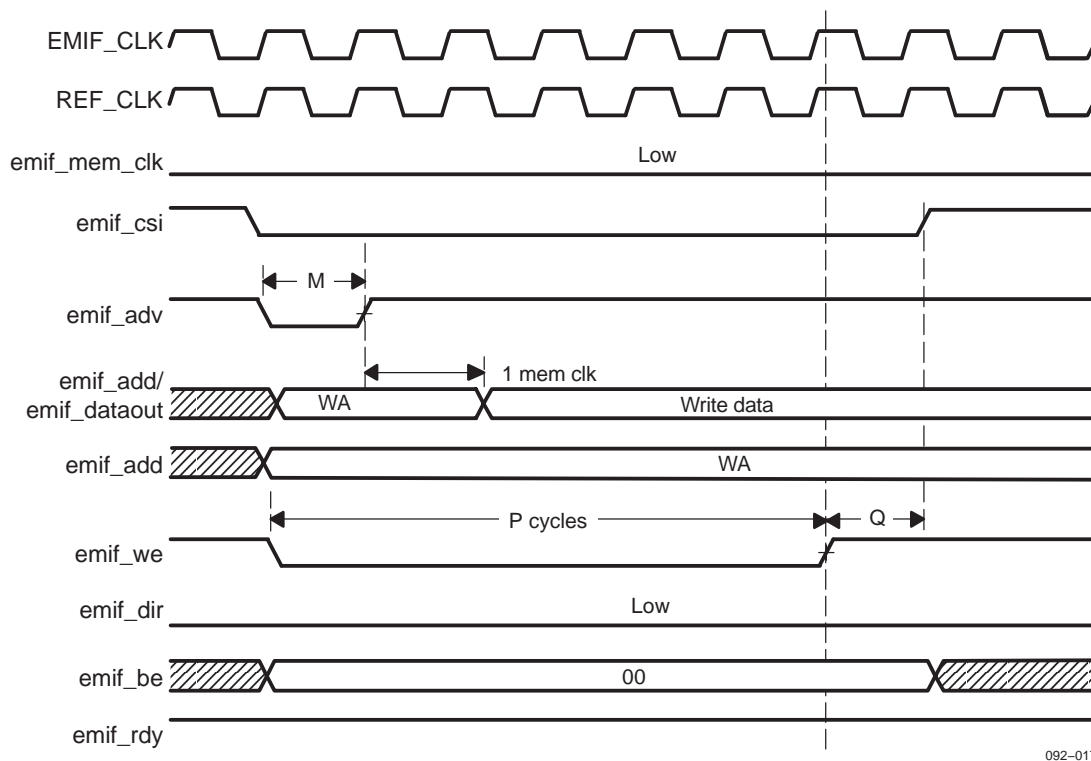 EMIF_CLK
REF_CLK
emif_mem_clk
Low
emif_csi
M
emif_adv
1 mem clk
emif_add/
emif_dataout
WA
Write data
emif_add
WA
P cycles
Q
emif_we
emif_dir
Low
emif_be
00
emif_rdy